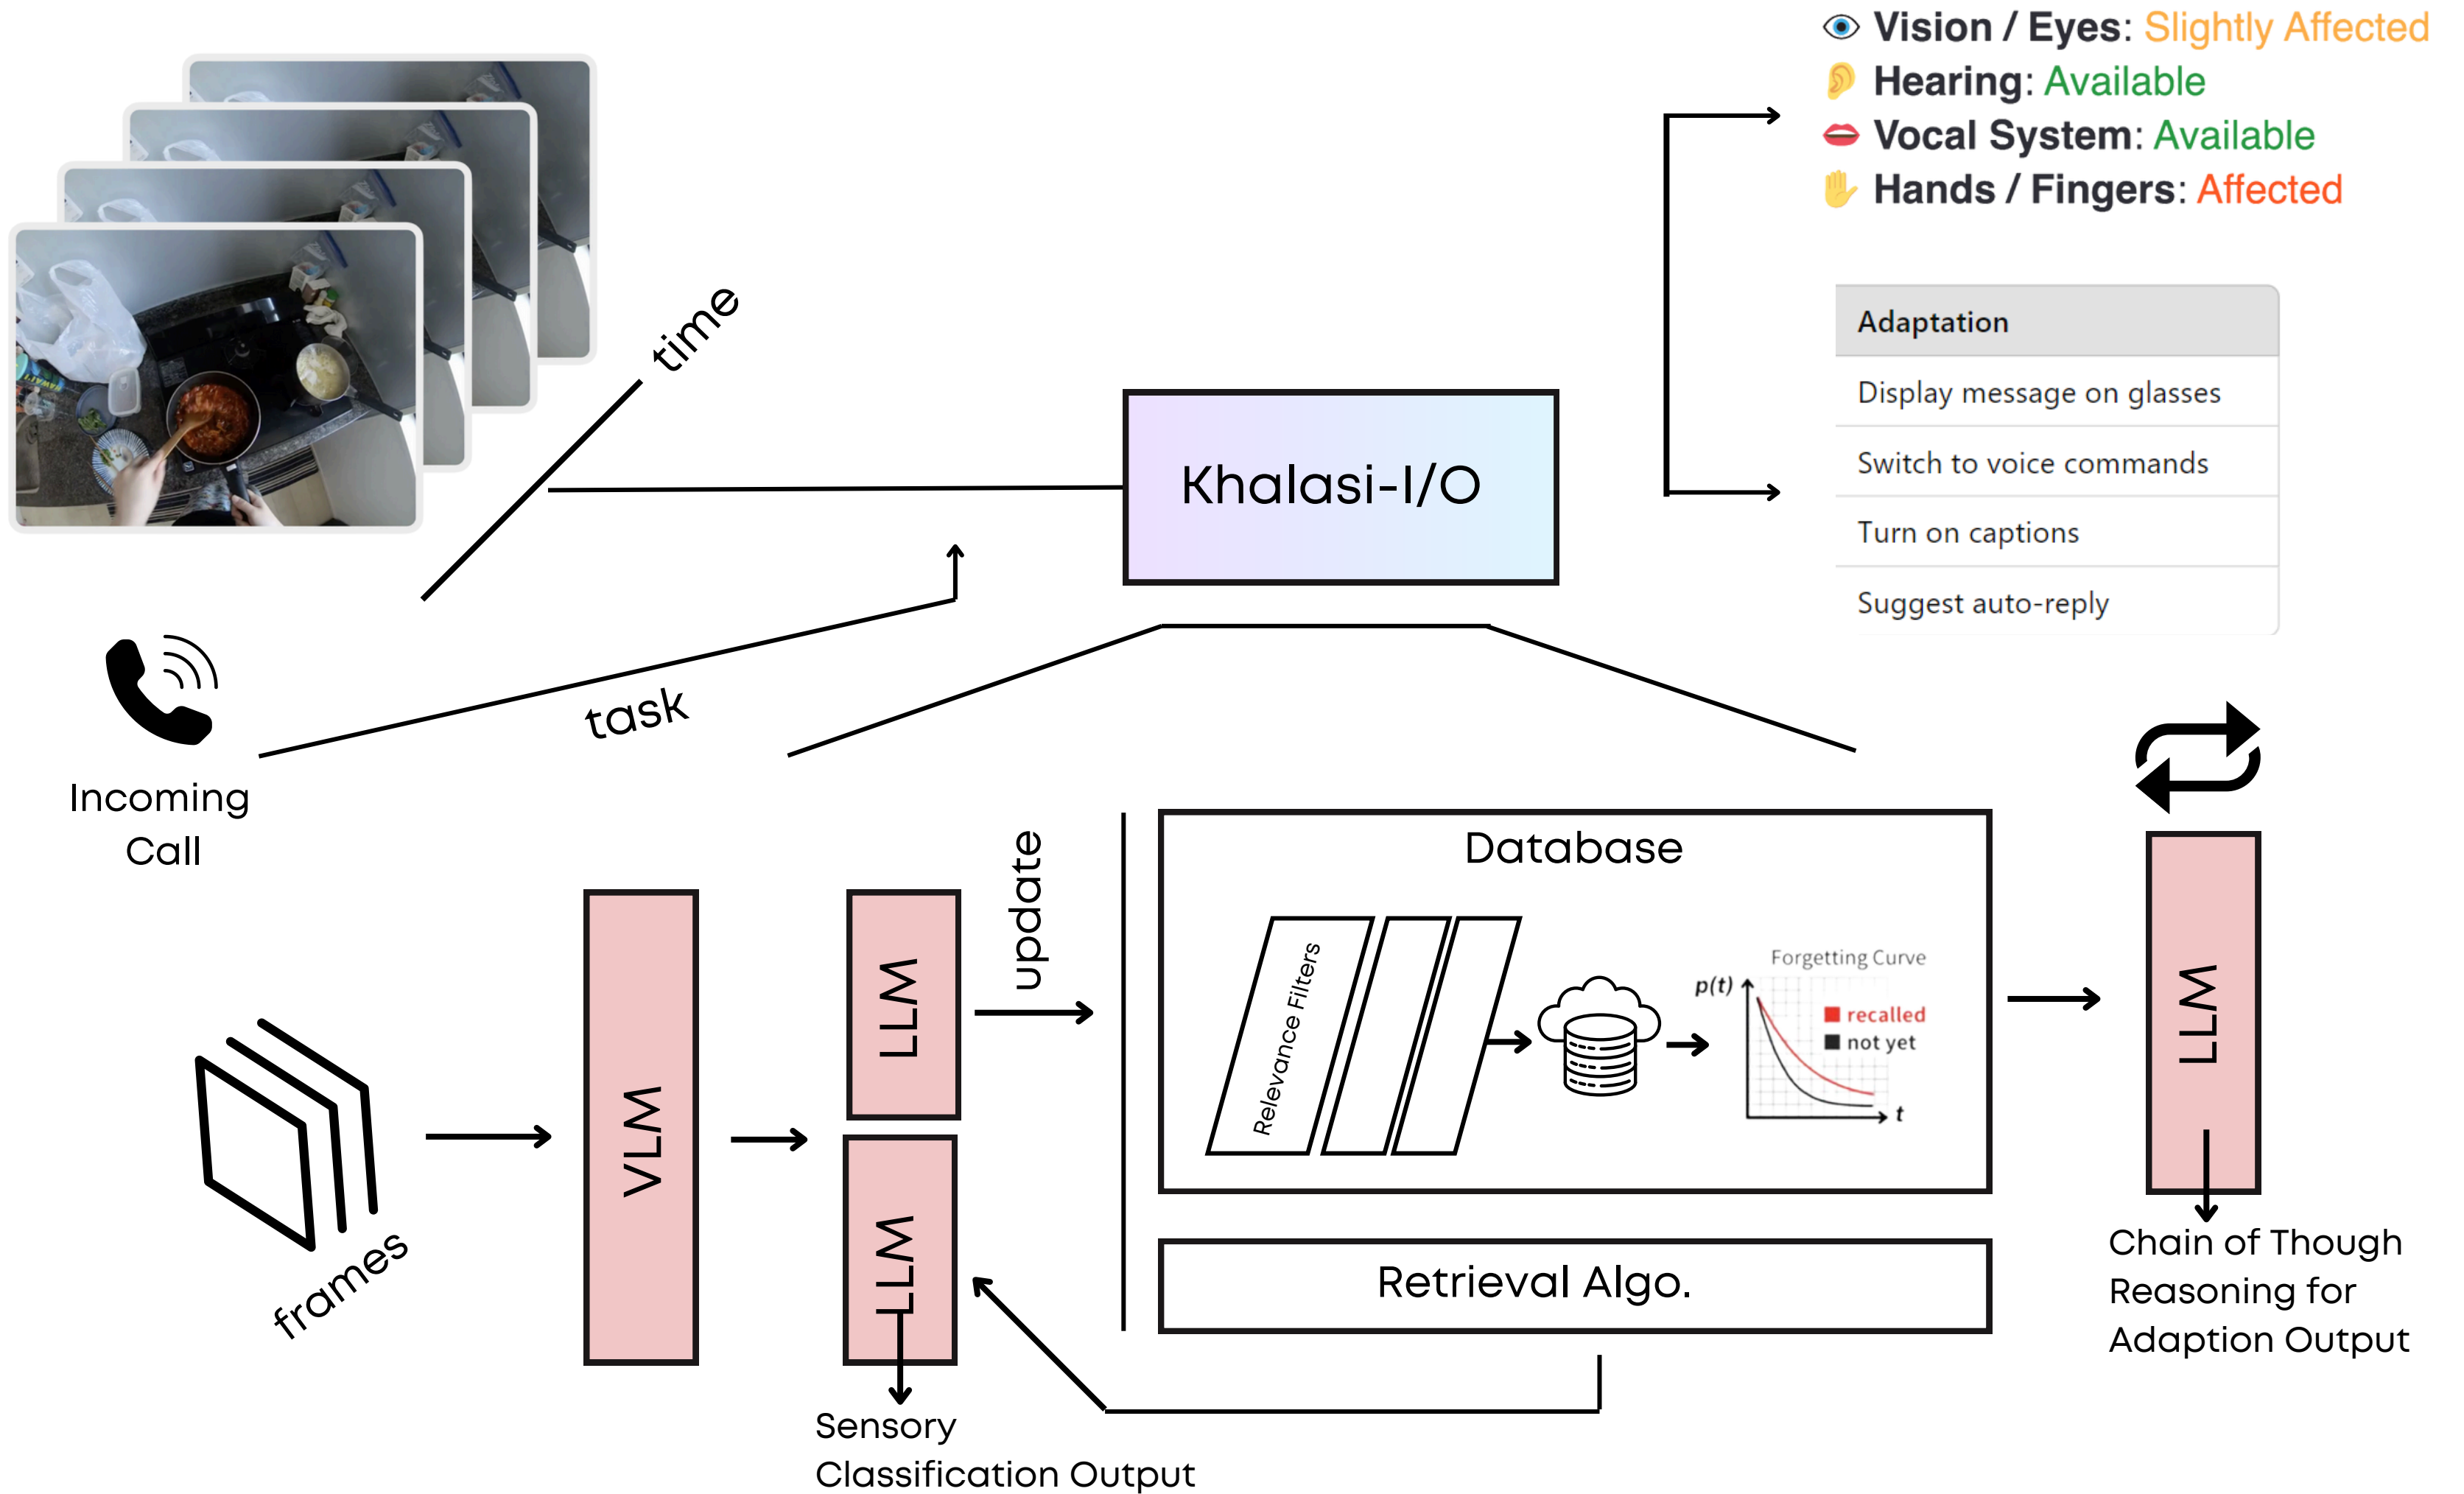 Vision / Eyes: Slightly Affected
Hearing: Available
Vocal System: Available
Hands / Fingers: Affected
time
Adaptation
Display message on glasses
Switch to voice commands
Turn on captions
Suggest auto-reply
Khalasi-I/O
task
Incoming
Call
update
Database
Relevance Filters
Forgetting Curve
p(t)
recalled
not yet
t
LLM
LLM
VLM
LLM
frames
Retrieval Algo.
Chain of Though
Reasoning for
Adaption Output
Sensory
Classification Output